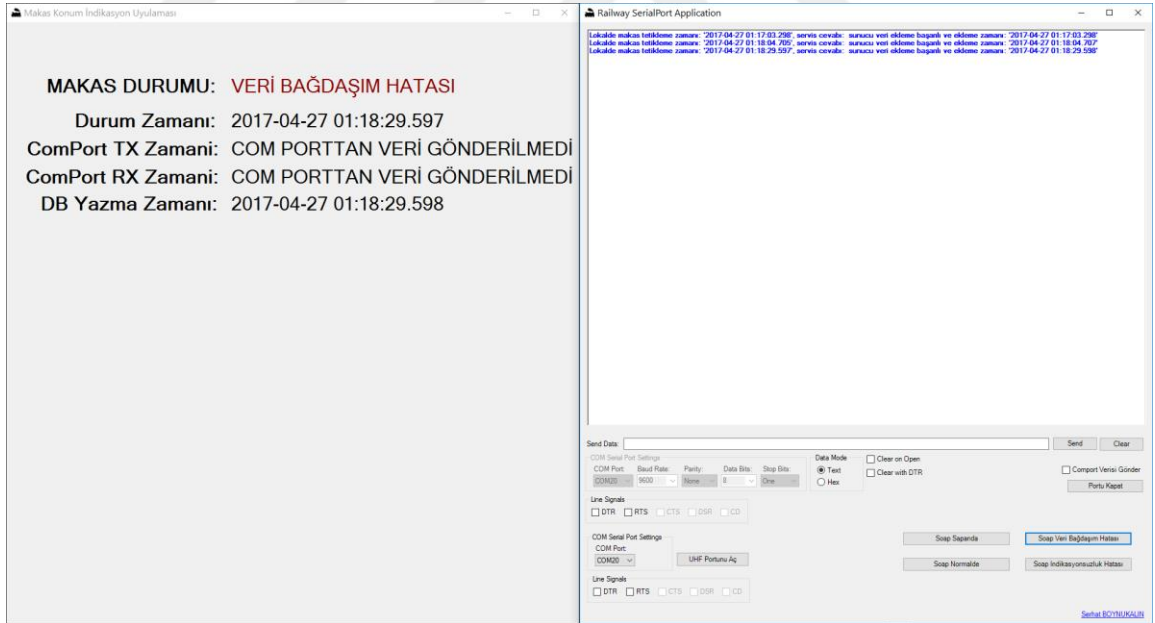 Makas Konum İndikasyon Uyulaması
MAKAS DURUMU: VERİ BAĞDAŞIM HATASI
Durum Zamanı: 2017-04-27 01:18:29.597
ComPort TX Zamani: COM PORTTAN VERİ GÖNDERİLMEDİ
ComPort RX Zamani: COM PORTTAN VERİ GÖNDERİLMEDİ
DB Yazma Zamanı: 2017-04-27 01:18:29.598
Railway SerialPort Application
Lokalde makas tetikleme zamanı: '2017-04-27 01:17:03.298', servis cevabı: sunucu veri ekleme başarılı ve ekleme zamanı: '2017-04-27 01:17:03.298'
Lokalde makas tetikleme zamanı: '2017-04-27 01:18:04.705', servis cevabı: sunucu veri ekleme başarılı ve ekleme zamanı: '2017-04-27 01:18:04.707'
Lokalde makas tetikleme zamanı: '2017-04-27 01:18:29.597', servis cevabı: sunucu veri ekleme başarılı ve ekleme zamanı: '2017-04-27 01:18:29.598'
Send Data: Send Clear
COM Serial Port Settings Data Mode
COM Port: Baud Rate: Parity: Data Bits: Stop Bits:
COM20 9600 None 8 One
Text
Hex
Clear on Open
Clear with DTR
Comport Verisi Gönder
Portu Kapat
Line Signals
DTR RTS CTS DSR CD
COM Serial Port Settings
COM Port:
COM20 UHF Portunu Aç
Soap Sapanda Soap Veri Bağdaşım Hatası
Soap Normalde Soap İndikasyonsuzluk Hatası
Line Signals
DTR RTS CTS DSR CD
Serhat BOYNUKALIN